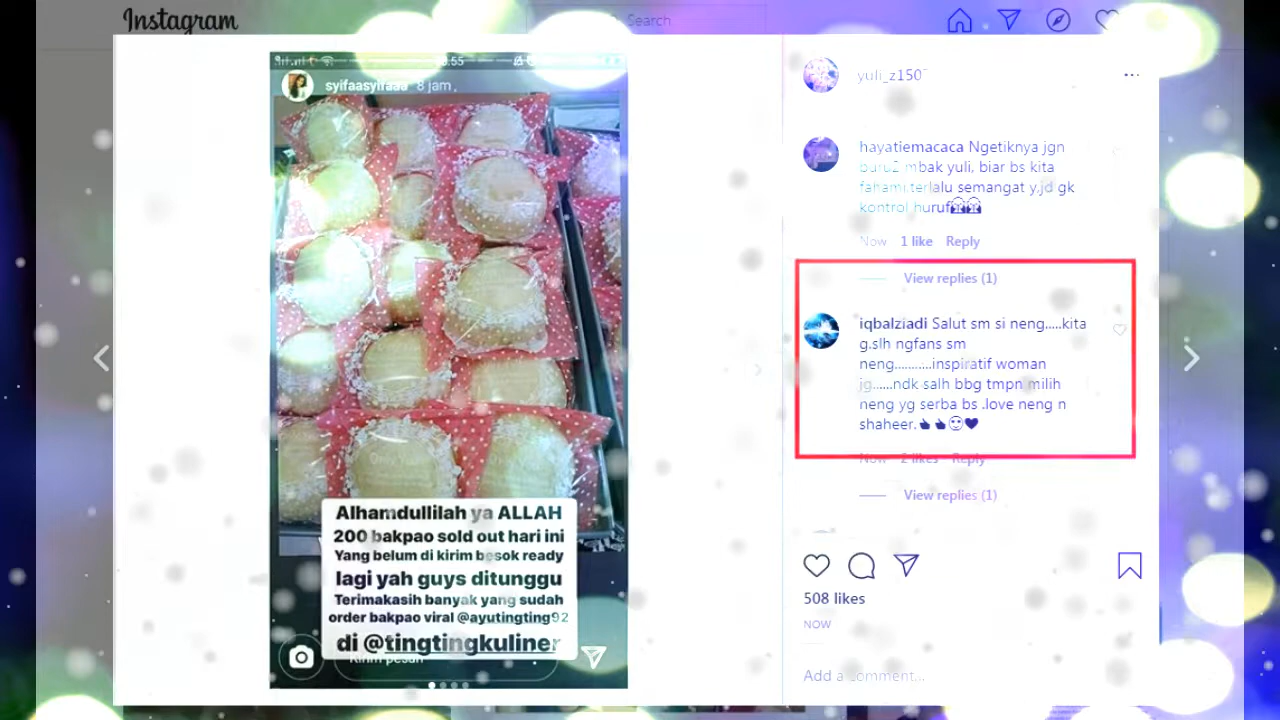 Instagram
Search
syifaasyifaaa 8 jam
Alhamdullilah ya ALLAH
200 bakpao sold out hari ini
Yang belum di kirim besok ready
lagi yah guys ditunggu
Terimakasih banyak yang sudah
order bakpao viral @ayutingting92
di @tingtingkuliner
Kirim pesan
yuli_z150
hayatiemacaca Ngetiknya jgn
buru2 mbak yuli, biar bs kita
fahami,terlalu semangat y,jd gk
kontrol huruf
Now 1 like Reply
View replies (1)
iqbalziadi Salut sm si neng.....kita
g.slh ngfans sm
neng...........inspiratif woman
jg......ndk salh bbg tmpn milih
neng yg serba bs .love neng n
shaheer.
Now 2 likes Reply
View replies (1)
508 likes
NOW
Add a comment...